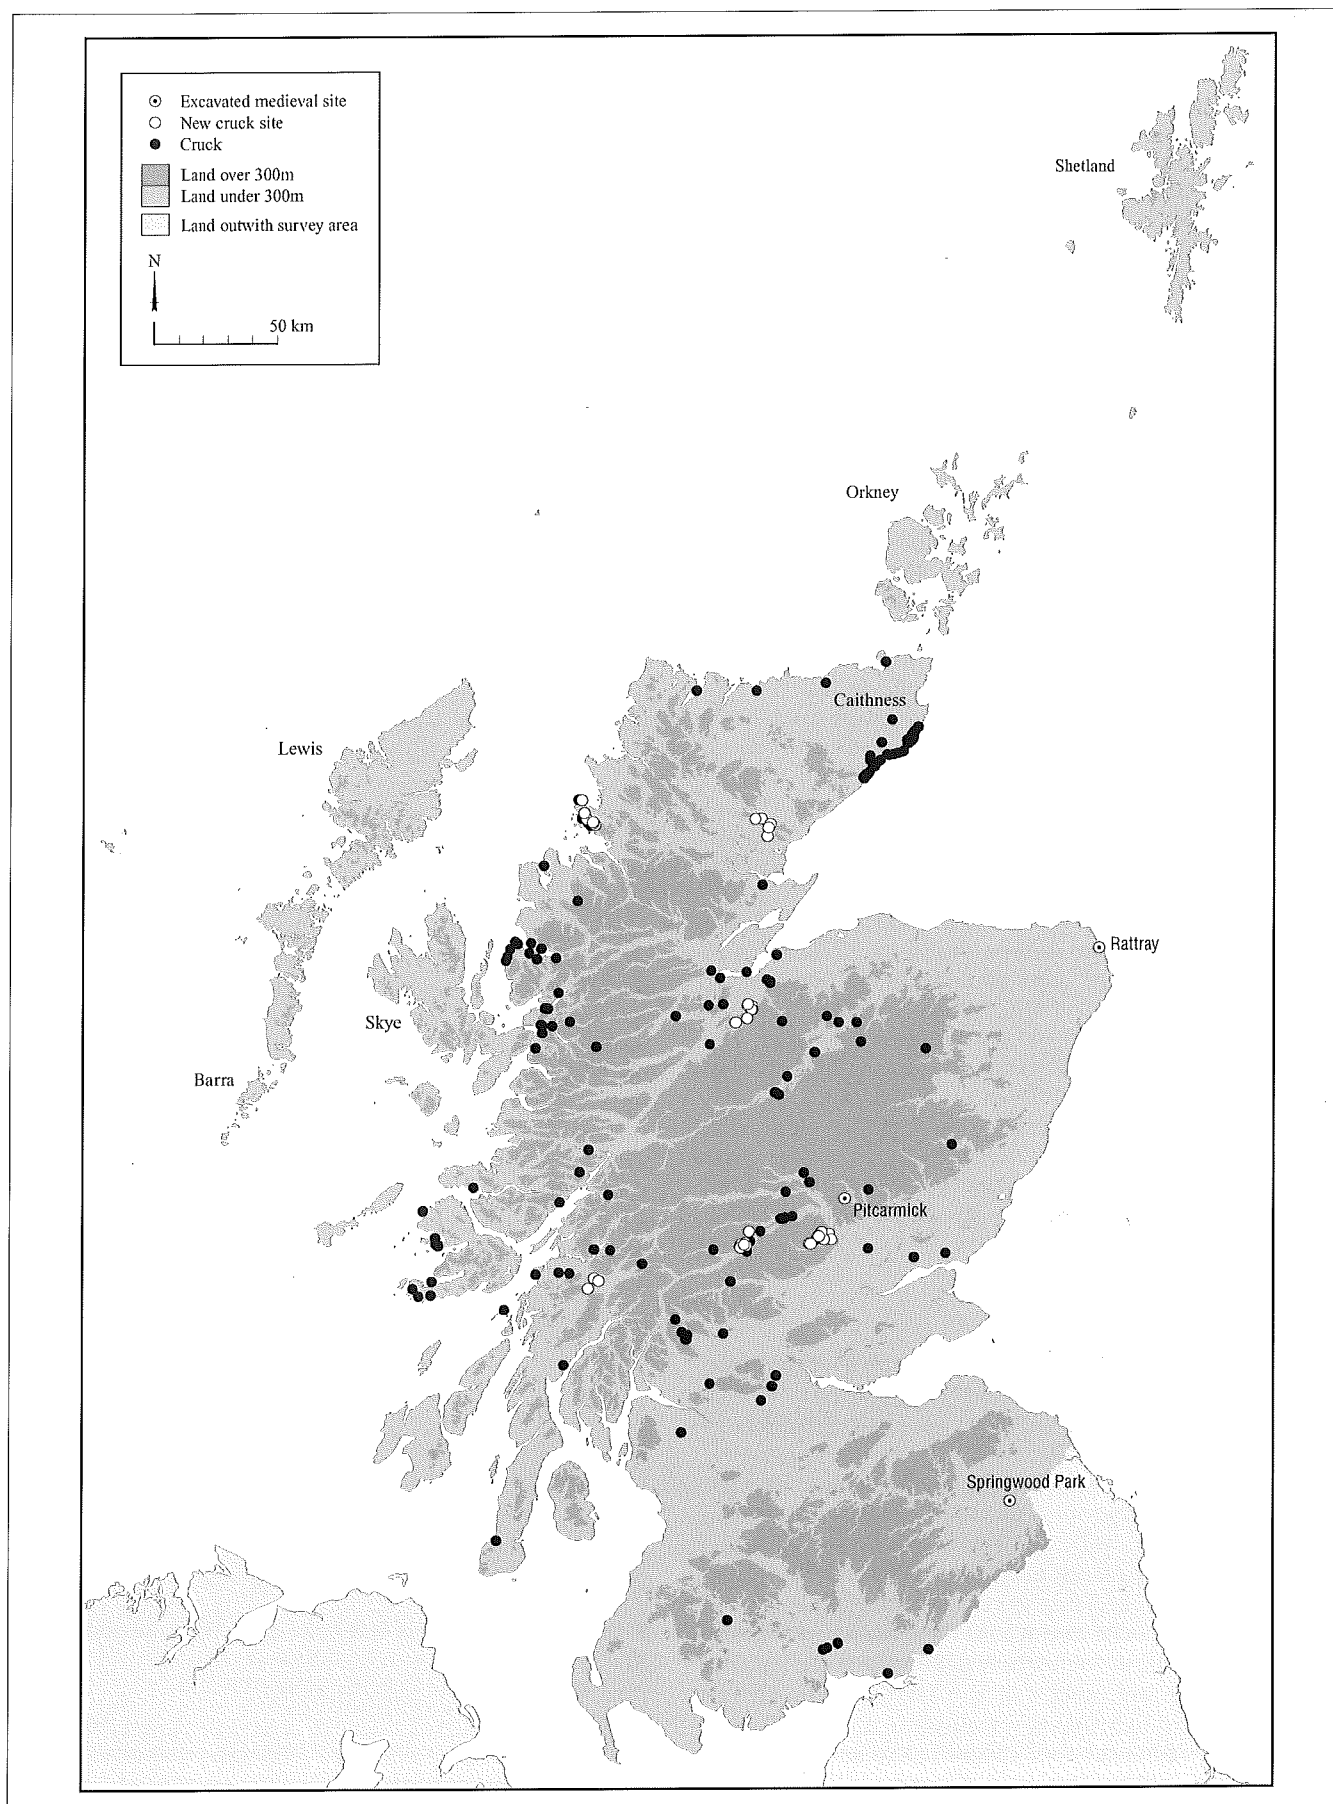 Excavated medieval site
New cruck site
Cruck
Land over 300m
Land under 300m
Land outwith survey area
N
50 km
Shetland
Orkney
Caithness
Lewis
Rattray
Skye
Barra
Pitcarmick
Springwood Park